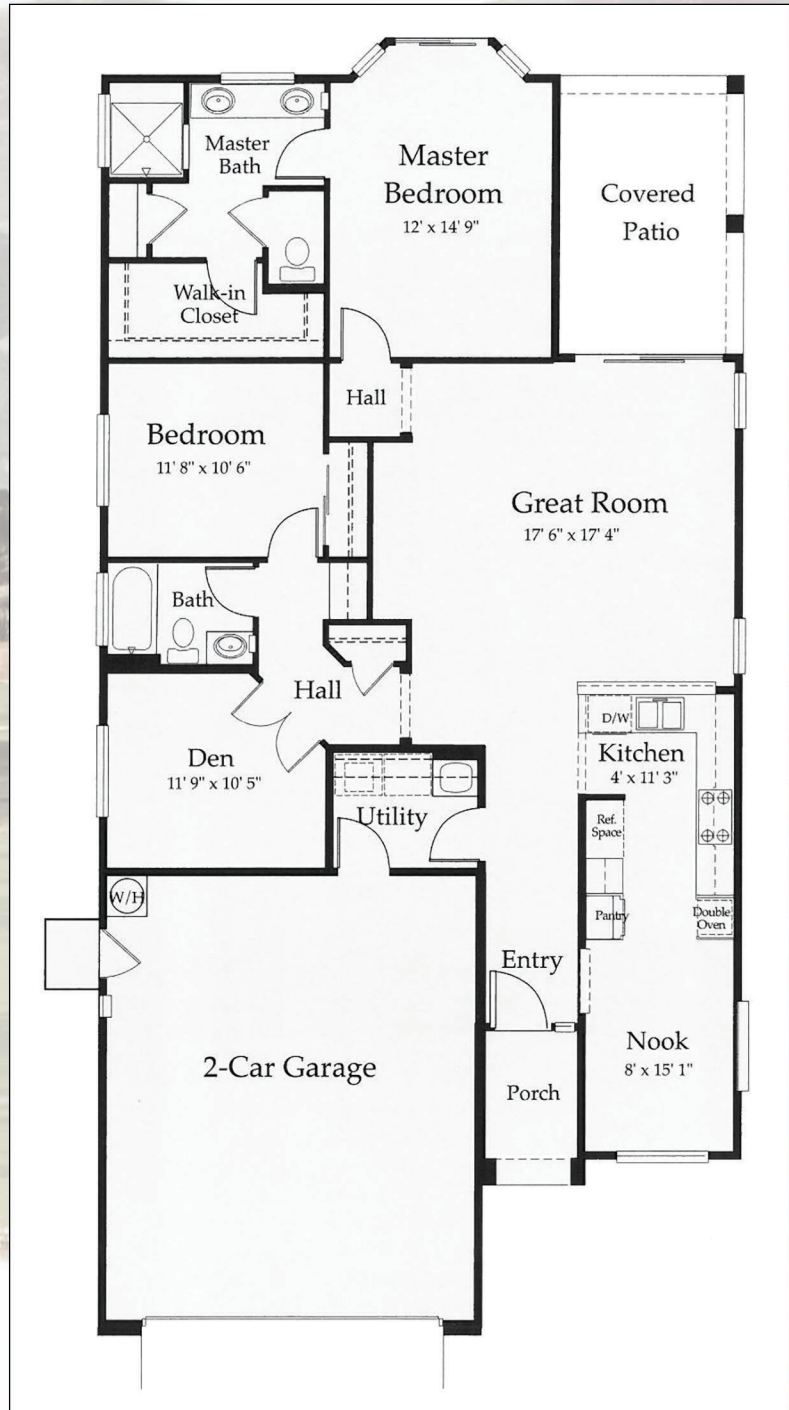 Master
Bath
Master
Bedroom
12' x 14' 9"
Covered
Patio
Walk-in
Closet
Hall
Bedroom
11' 8" x 10' 6"
Great Room
17' 6" x 17' 4"
Bath
Hall
D/W
Kitchen
4' x 11' 3"
Den
11' 9" x 10' 5"
Utility
Ref.
Space
W/H
Pantry
Double
Oven
Entry
2-Car Garage
Nook
8' x 15' 1"
Porch